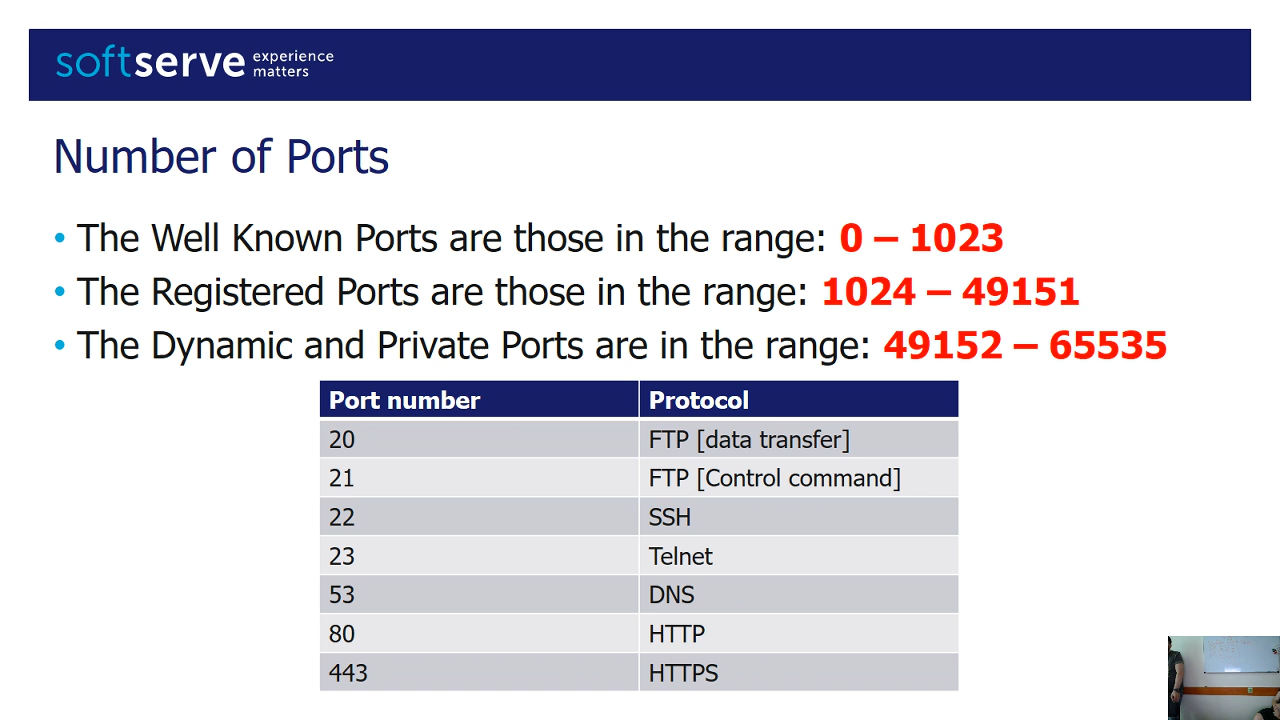 softserve experience matters
Number of Ports
• The Well Known Ports are those in the range: 0 – 1023
• The Registered Ports are those in the range: 1024 – 49151
• The Dynamic and Private Ports are in the range: 49152 – 65535
Port number Protocol
20 FTP [data transfer]
21 FTP [Control command]
22 SSH
23 Telnet
53 DNS
80 HTTP
443 HTTPS